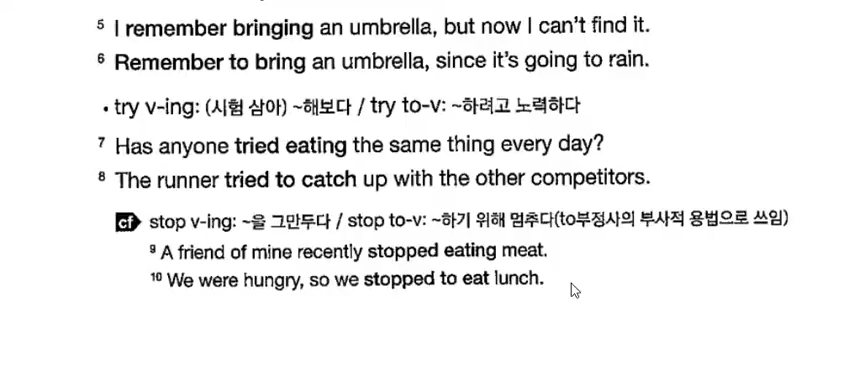 5 I remember bringing an umbrella, but now I can't find it.
6 Remember to bring an umbrella, since it's going to rain.
• try v-ing: (시험 삼아) ~해보다 / try to-v: ~하려고 노력하다
7 Has anyone tried eating the same thing every day?
8 The runner tried to catch up with the other competitors.
cf stop v-ing: ~을 그만두다 / stop to-v: ~하기 위해 멈추다(to부정사의 부사적 용법으로 쓰임)
9 A friend of mine recently stopped eating meat.
10 We were hungry, so we stopped to eat lunch.